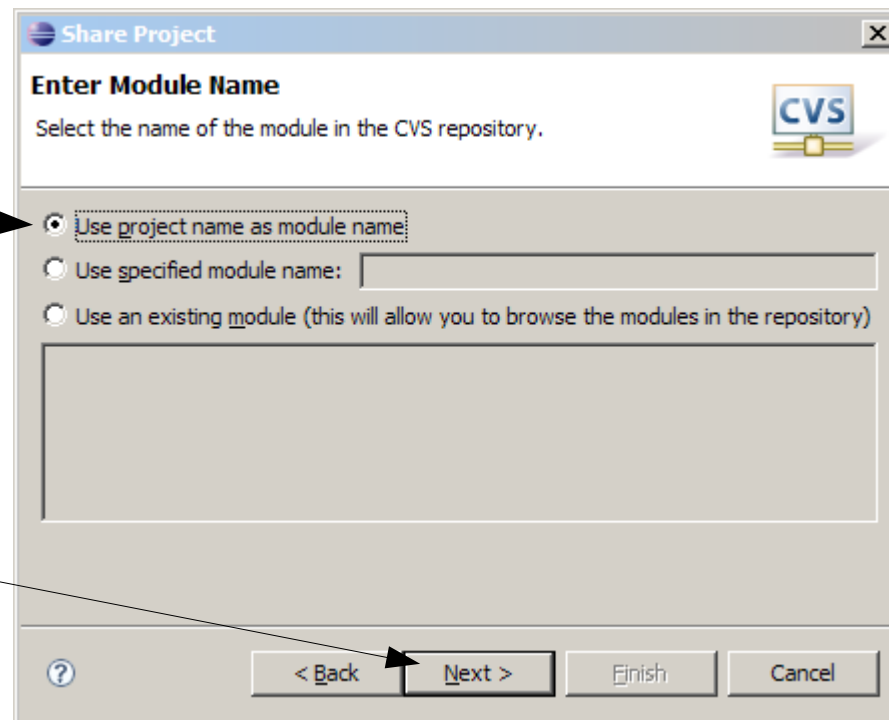 Share Project
Enter Module Name
Select the name of the module in the CVS repository.
CVS
Use project name as module name
Use specified module name:
Use an existing module (this will allow you to browse the modules in the repository)
? < Back Next > Finish Cancel